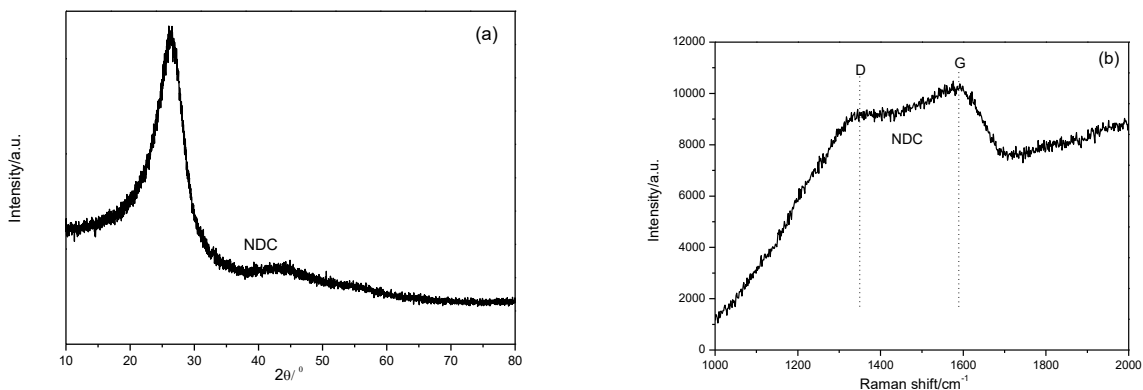 (a)
NDC
Intensity/a.u.
10 20 30 40 50 60 70 80
2θ/ °
(b)
D G
NDC
Intensity/a.u.
12000
10000
8000
6000
4000
2000
0
1000 1200 1400 1600 1800 2000
Raman shift/cm⁻¹